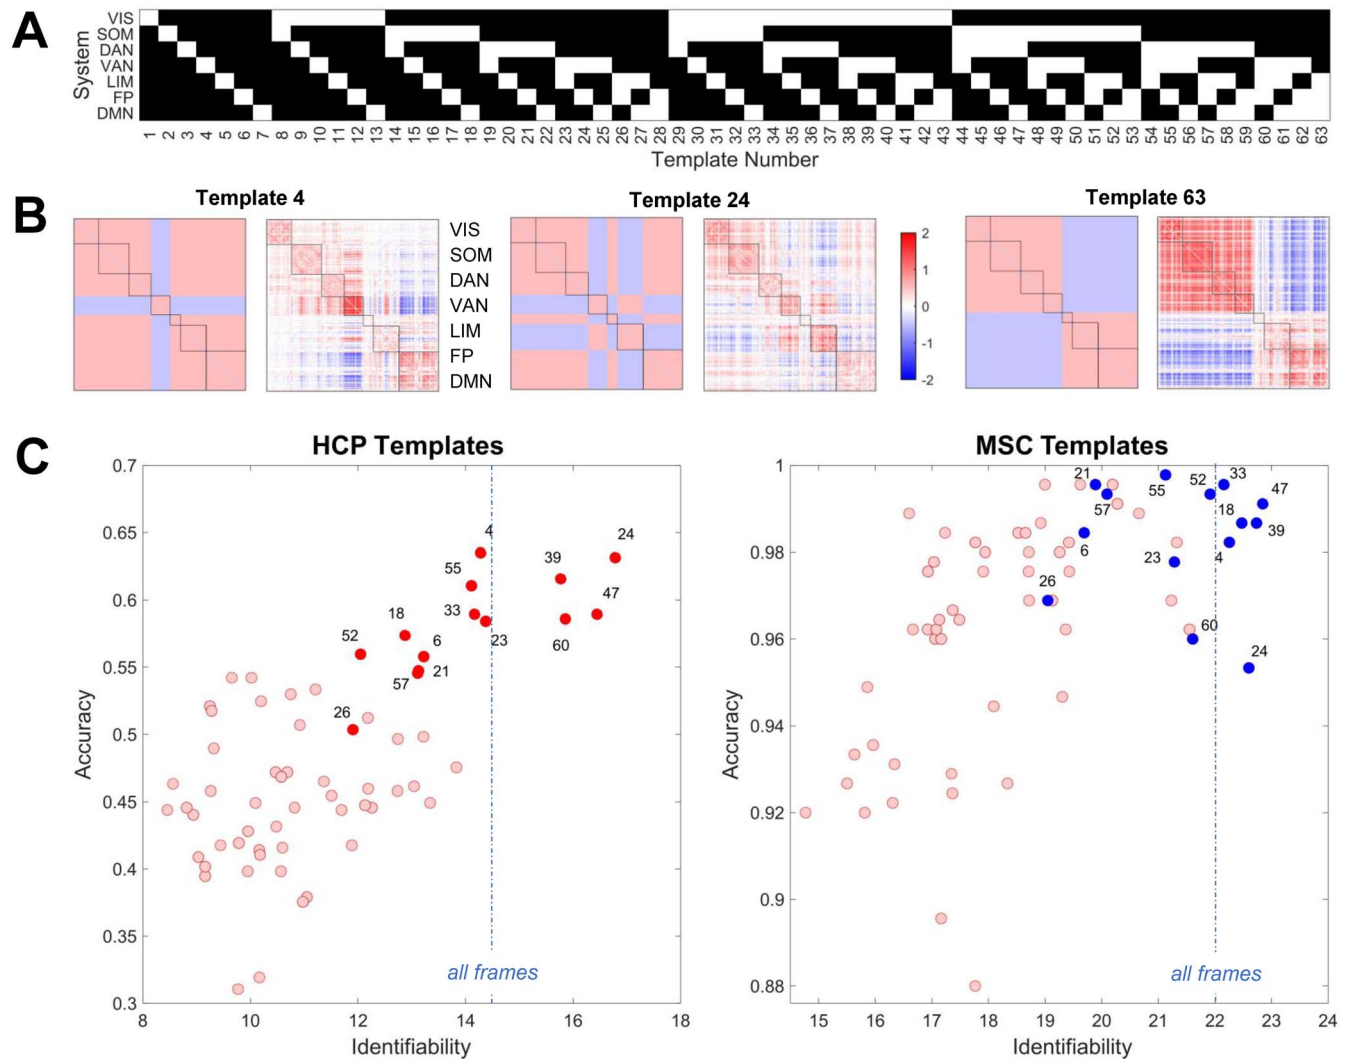 A
System
VIS
SOM
DAN
VAN
LIM
FP
DMN
1 2 3 4 5 6 7 8 9 10 11 12 13 14 15 16 17 18 19 20 21 22 23 24 25 26 27 28 29 30 31 32 33 34 35 36 37 38 39 40 41 42 43 44 45 46 47 48 49 50 51 52 53 54 55 56 57 58 59 60 61 62 63
Template Number
B
Template 4
Template 24
Template 63
VIS
SOM
DAN
VAN
LIM
FP
DMN
2
1
0
-1
-2
C
HCP Templates
Accuracy
0.7
0.65
0.6
0.55
0.5
0.45
0.4
0.35
0.3
4
24
55
39
33
47
18
23
60
52
6
21
57
26
all frames
8 10 12 14 16 18
Identifiability
MSC Templates
Accuracy
1
0.98
0.96
0.94
0.92
0.9
0.88
21
55
52
33
47
57
18
39
6
23
4
26
60
24
all frames
15 16 17 18 19 20 21 22 23 24
Identifiability